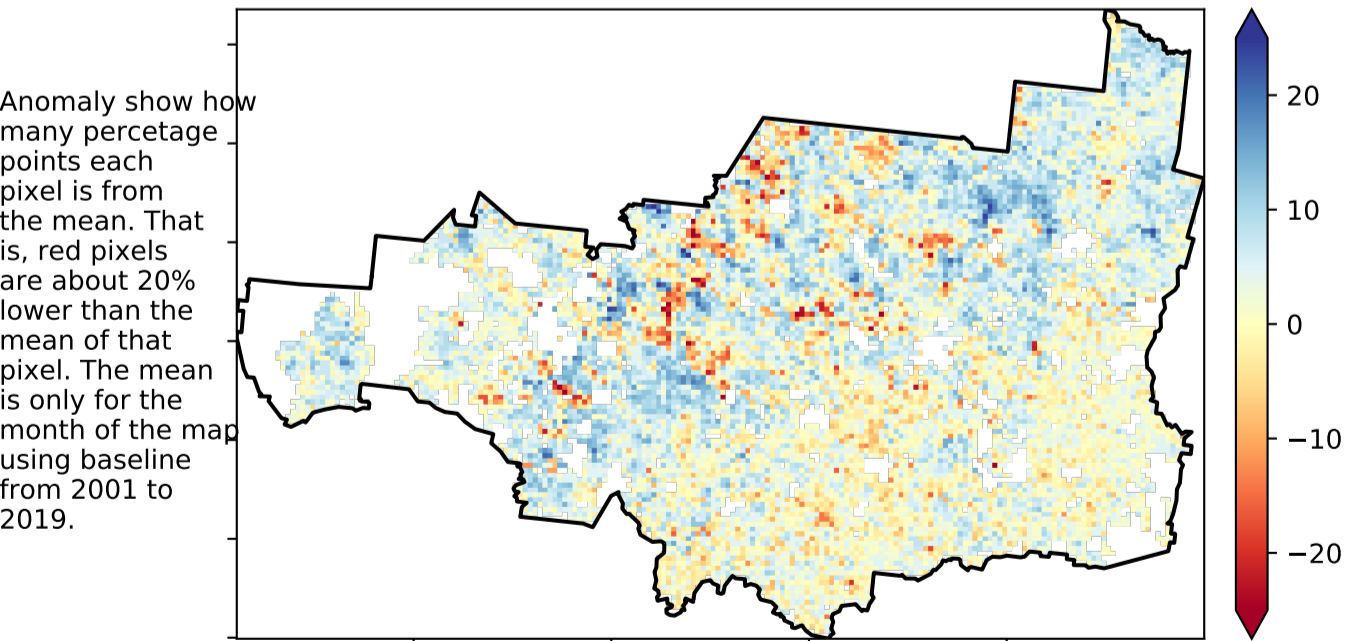 Anomaly show how
many percetage
points each
pixel is from
the mean. That
is, red pixels
are about 20%
lower than the
mean of that
pixel. The mean
is only for the
month of the map
using baseline
from 2001 to
2019.
20
10
0
−10
−20